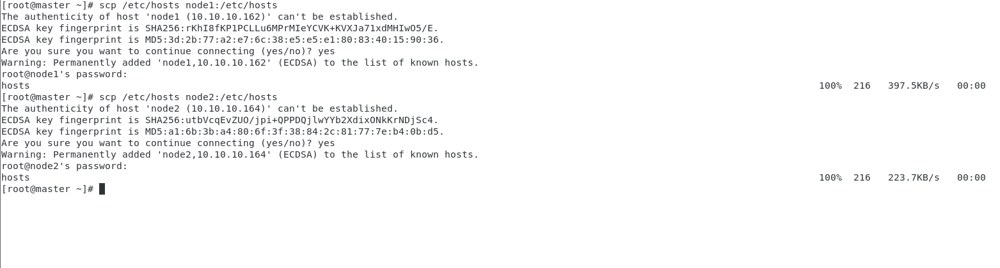 [root@master ~]# scp /etc/hosts node1:/etc/hosts
The authenticity of host 'node1 (10.10.10.162)' can't be established.
ECDSA key fingerprint is SHA256:rKhI8fKP1PCLLu6MPrMIeYCVK+KVXJa71xdMHIwO5/E.
ECDSA key fingerprint is MD5:3d:2b:77:a2:e7:6c:38:e5:e5:e1:80:83:40:15:90:36.
Are you sure you want to continue connecting (yes/no)? yes
Warning: Permanently added 'node1,10.10.10.162' (ECDSA) to the list of known hosts.
root@node1's password:
hosts 100% 216 397.5KB/s 00:00
[root@master ~]# scp /etc/hosts node2:/etc/hosts
The authenticity of host 'node2 (10.10.10.164)' can't be established.
ECDSA key fingerprint is SHA256:utbVcqEvZUO/jpi+QPPDQjlwYYb2XdixONkKrNDjSc4.
ECDSA key fingerprint is MD5:a1:6b:3b:a4:80:6f:3f:38:84:2c:81:77:7e:b4:0b:d5.
Are you sure you want to continue connecting (yes/no)? yes
Warning: Permanently added 'node2,10.10.10.164' (ECDSA) to the list of known hosts.
root@node2's password:
hosts 100% 216 223.7KB/s 00:00
[root@master ~]#